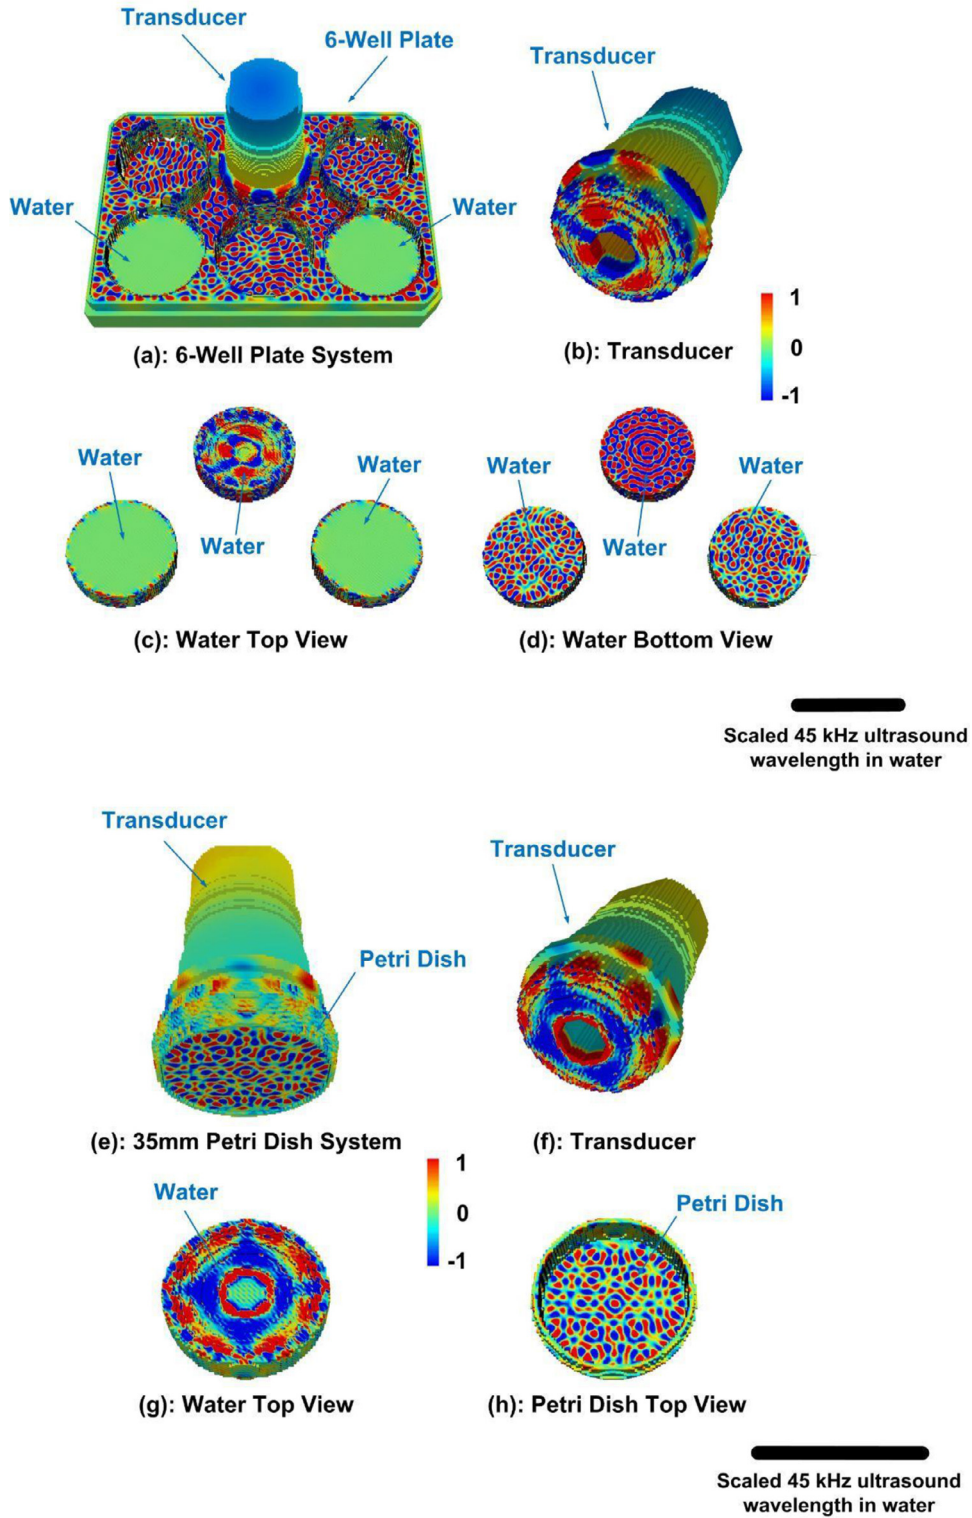 Transducer
6-Well Plate
Transducer
Water
Water
1
0
-1
(a): 6-Well Plate System
(b): Transducer
Water
Water
Water
Water
Water
Water
(c): Water Top View
(d): Water Bottom View
Scaled 45 kHz ultrasound
wavelength in water
Transducer
Transducer
Petri Dish
(e): 35mm Petri Dish System
(f): Transducer
1
0
-1
Water
Petri Dish
(g): Water Top View
(h): Petri Dish Top View
Scaled 45 kHz ultrasound
wavelength in water